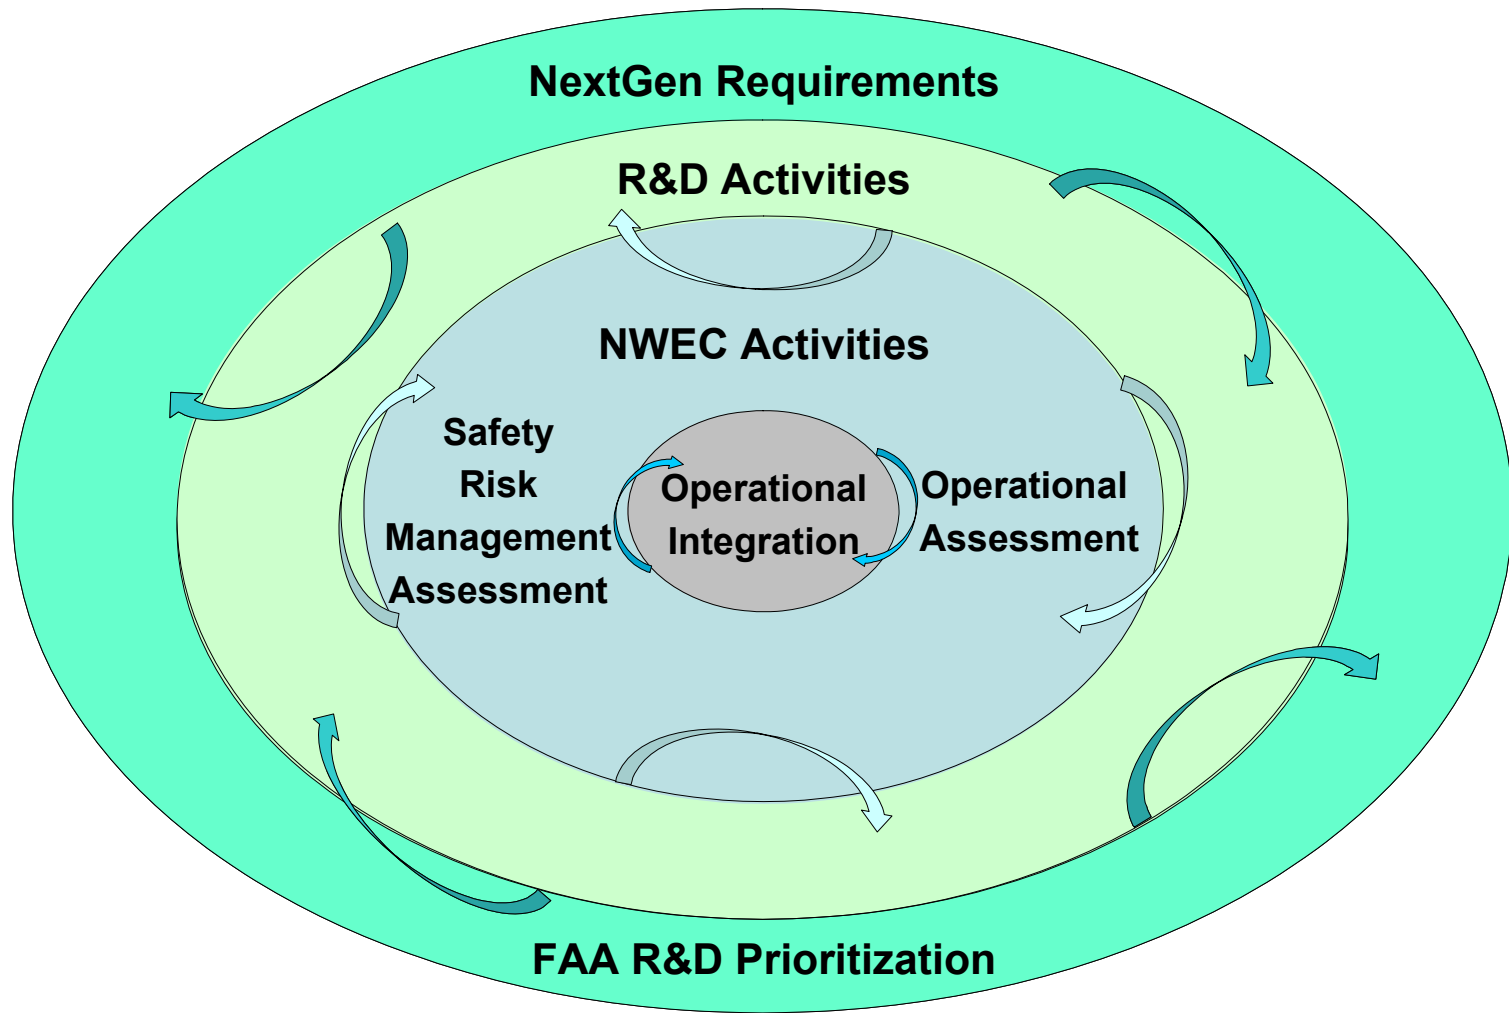 NextGen Requirements
R&D Activities
NWEC Activities
Safety
Risk
Management
Assessment
Operational
Integration
Operational
Assessment
FAA R&D Prioritization